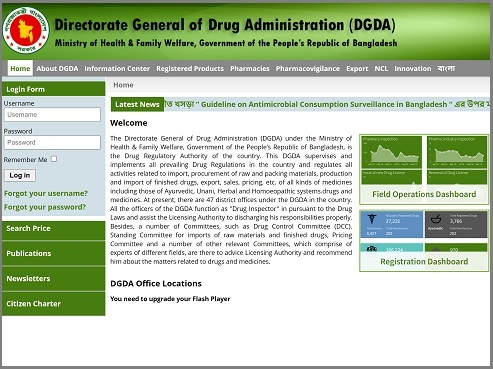 Directorate General of Drug Administration (DGDA)
Ministry of Health & Family Welfare, Government of the People's Republic of Bangladesh
Home About DGDA Information Center Registered Products Pharmacies Pharmacovigilance Export NCL Innovation বাংলা
Login Form
Username
Username
Password
Password
Remember Me
Log in
Forgot your username?
Forgot your password?
Search Price
Publications
Newsletters
Citizen Charter
Home
Latest News
খসড়া " Guideline on Antimicrobial Consumption Surveillance in Bangladesh " এর উপর
Welcome
The Directorate General of Drug Administration (DGDA) under the Ministry of
Health & Family Welfare, Government of the People's Republic of Bangladesh, is
the Drug Regulatory Authority of the country. This DGDA supervises and
implements all prevailing Drug Regulations in the country and regulates all
activities related to import, procurement of raw and packing materials, production
and import of finished drugs, export, sales, pricing, etc. of all kinds of medicines
including those of Ayurvedic, Unani, Herbal and Homoeopathic systems.drugs and
medicines. At present, there are 47 district offices under the DGDA in the country.
All the officers of the DGDA function as "Drug Inspector" in pursuant to the Drug
Laws and assist the Licensing Authority to discharging his responsibilities properly.
Besides, a number of Committees, such as Drug Control Committee (DCC),
Standing Committee for imports of raw materials and finished drugs, Pricing
Committee and a number of other relevant Committees, which comprise of
experts of different fields, are there to advice Licensing Authority and recommend
him about the matters related to drugs and medicines.
DGDA Office Locations
You need to upgrade your Flash Player
Field Operations Dashboard
Registration Dashboard